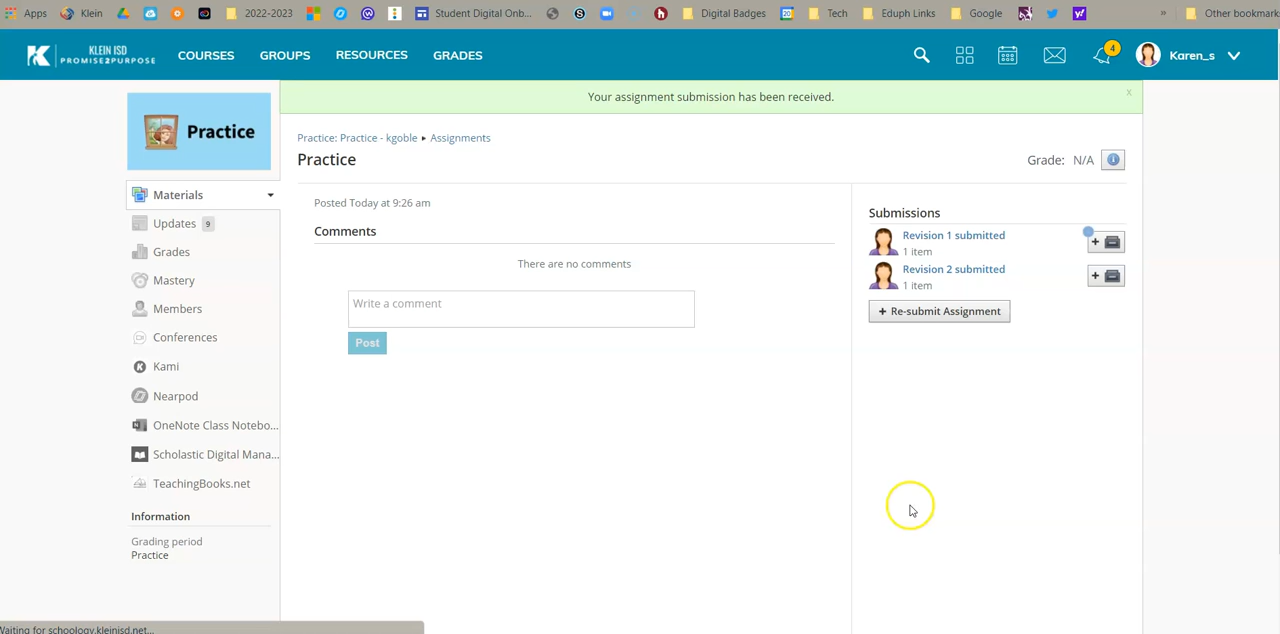 Apps Klein 2022-2023 Student Digital Onb... Digital Badges Tech Eduph Links Google » Other bookmark
KLEIN ISD
PROMISE2PURPOSE
COURSES GROUPS RESOURCES GRADES 4 Karen_s
Your assignment submission has been received. x
Practice
Practice: Practice - kgoble ▸ Assignments
Practice
Grade: N/A
Materials
Updates 9
Grades
Mastery
Members
Conferences
Kami
Nearpod
OneNote Class Notebo...
Scholastic Digital Mana...
TeachingBooks.net
Information
Grading period
Practice
Posted Today at 9:26 am
Comments
There are no comments
Write a comment
Post
Submissions
Revision 1 submitted
1 item
Revision 2 submitted
1 item
+ Re-submit Assignment
Waiting for schoology.kleinisd.net...